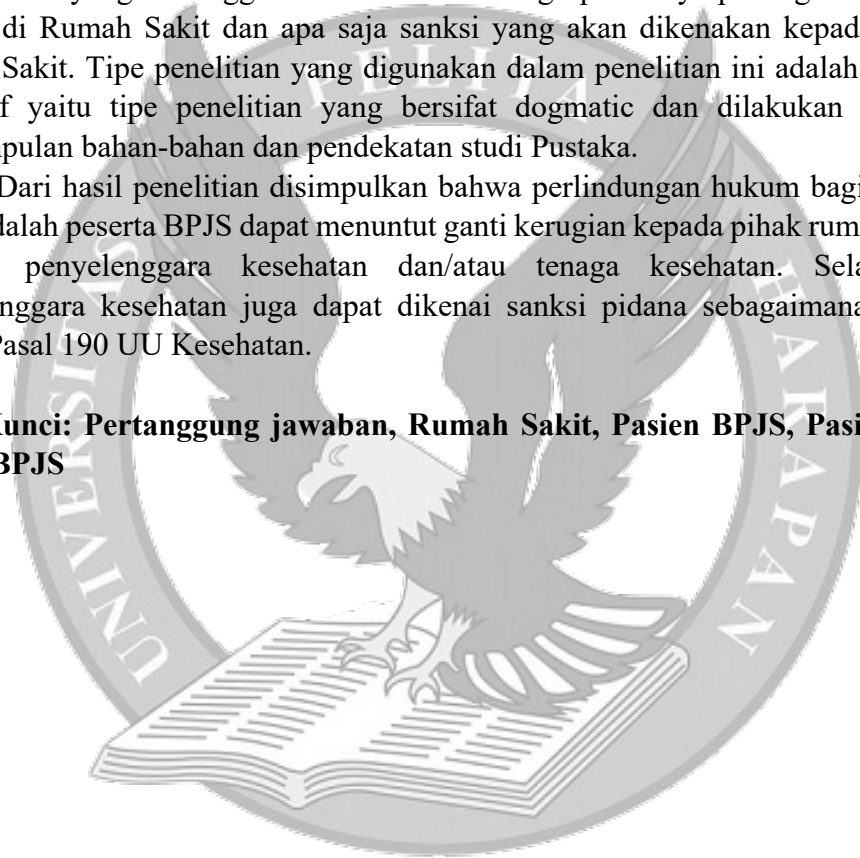 di Rumah Sakit dan apa saja sanksi yang akan dikenakan kepad
Sakit. Tipe penelitian yang digunakan dalam penelitian ini adalah
f yaitu tipe penelitian yang bersifat dogmatic dan dilakukan
pulan bahan-bahan dan pendekatan studi Pustaka.
Dari hasil penelitian disimpulkan bahwa perlindungan hukum bagi
dalah peserta BPJS dapat menuntut ganti kerugian kepada pihak rum
penyelenggara kesehatan dan/atau tenaga kesehatan. Sela
nggara kesehatan juga dapat dikenai sanksi pidana sebagaimana
Pasal 190 UU Kesehatan.
Kunci: Pertanggung jawaban, Rumah Sakit, Pasien BPJS, Pasi
BPJS
UNIVERSITAS PELITA HARAPAN